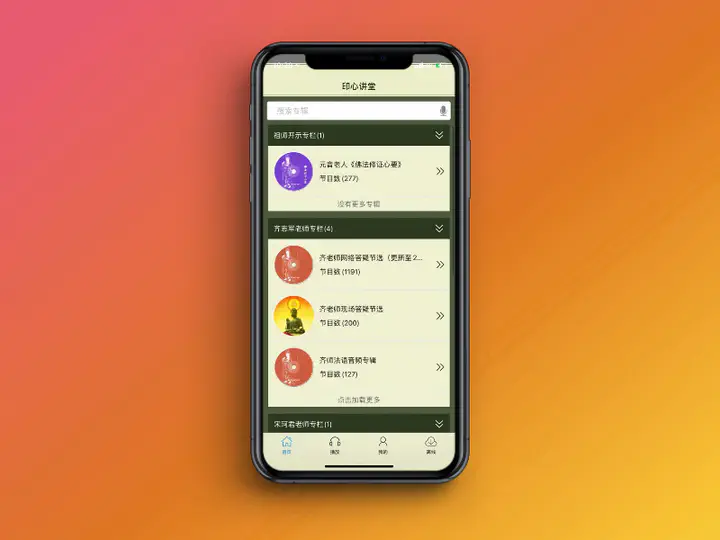 印心讲堂
搜索专辑
祖师开示专栏(1)
元音老人《佛法修证心要》
节目数 (277)
没有更多专辑
齐志军老师专栏(4)
齐老师网络答疑节选（更新至 2...
节目数 (1191)
齐老师现场答疑节选
节目数 (200)
齐师法语音频专辑
节目数 (127)
点击加载更多
宋珂君老师专栏(1)
首页
播放
我的
离线